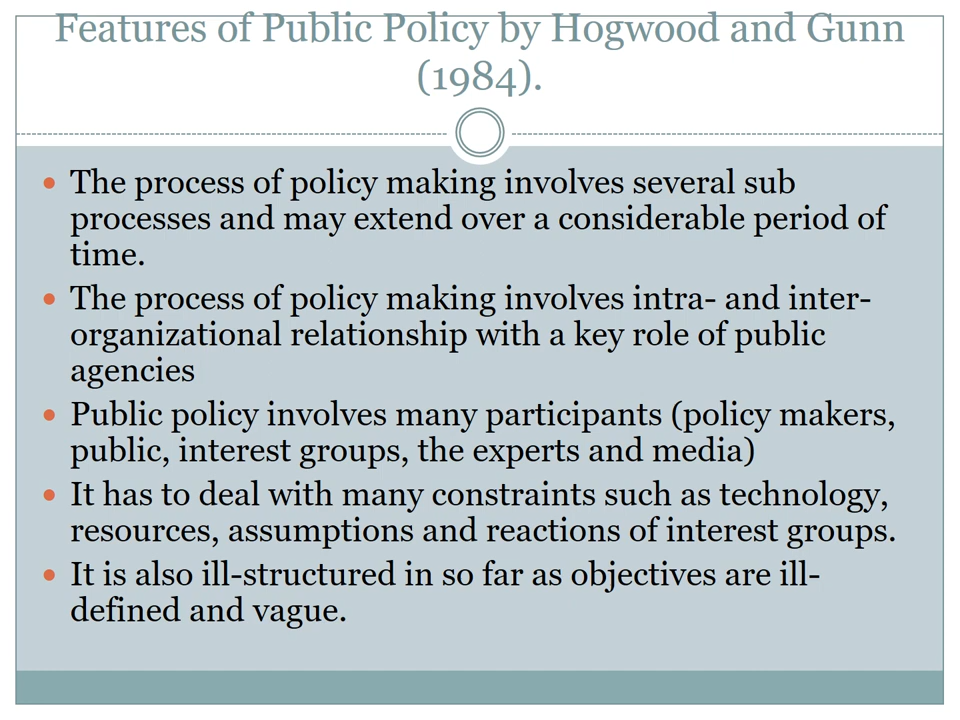 Features of Public Policy by Hogwood and Gunn
(1984).
• The process of policy making involves several sub
processes and may extend over a considerable period of
time.
• The process of policy making involves intra- and inter-
organizational relationship with a key role of public
agencies
• Public policy involves many participants (policy makers,
public, interest groups, the experts and media)
• It has to deal with many constraints such as technology,
resources, assumptions and reactions of interest groups.
• It is also ill-structured in so far as objectives are ill-
defined and vague.